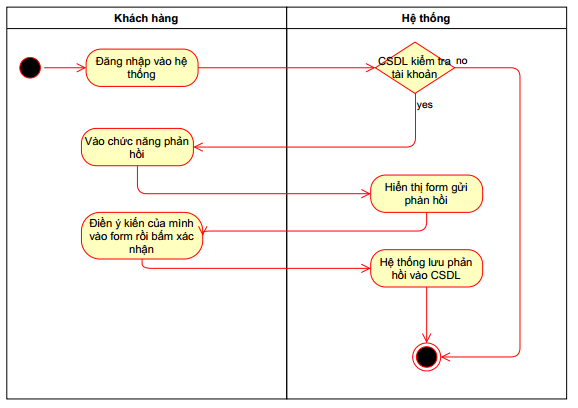 Khách hàng
Hệ thống
Đăng nhập vào hệ
thống
CSDL kiểm tra
tài khoản
no
yes
Vào chức năng phản
hồi
Hiển thị form gửi
phản hồi
Điền ý kiến của mình
vào form rồi bấm xác
nhận
Hệ thống lưu phản
hồi vào CSDL